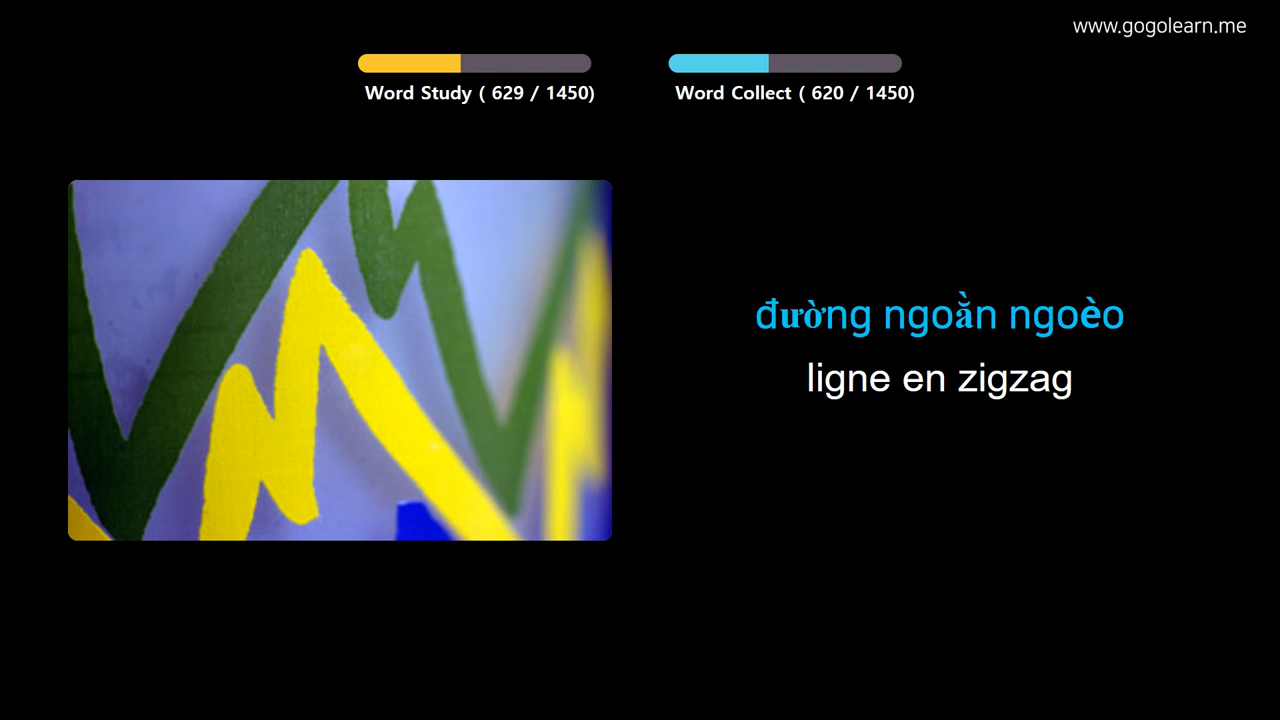 www.gogolearn.me
Word Study ( 629 / 1450)
Word Collect ( 620 / 1450)
đường ngoằn ngoèo
ligne en zigzag